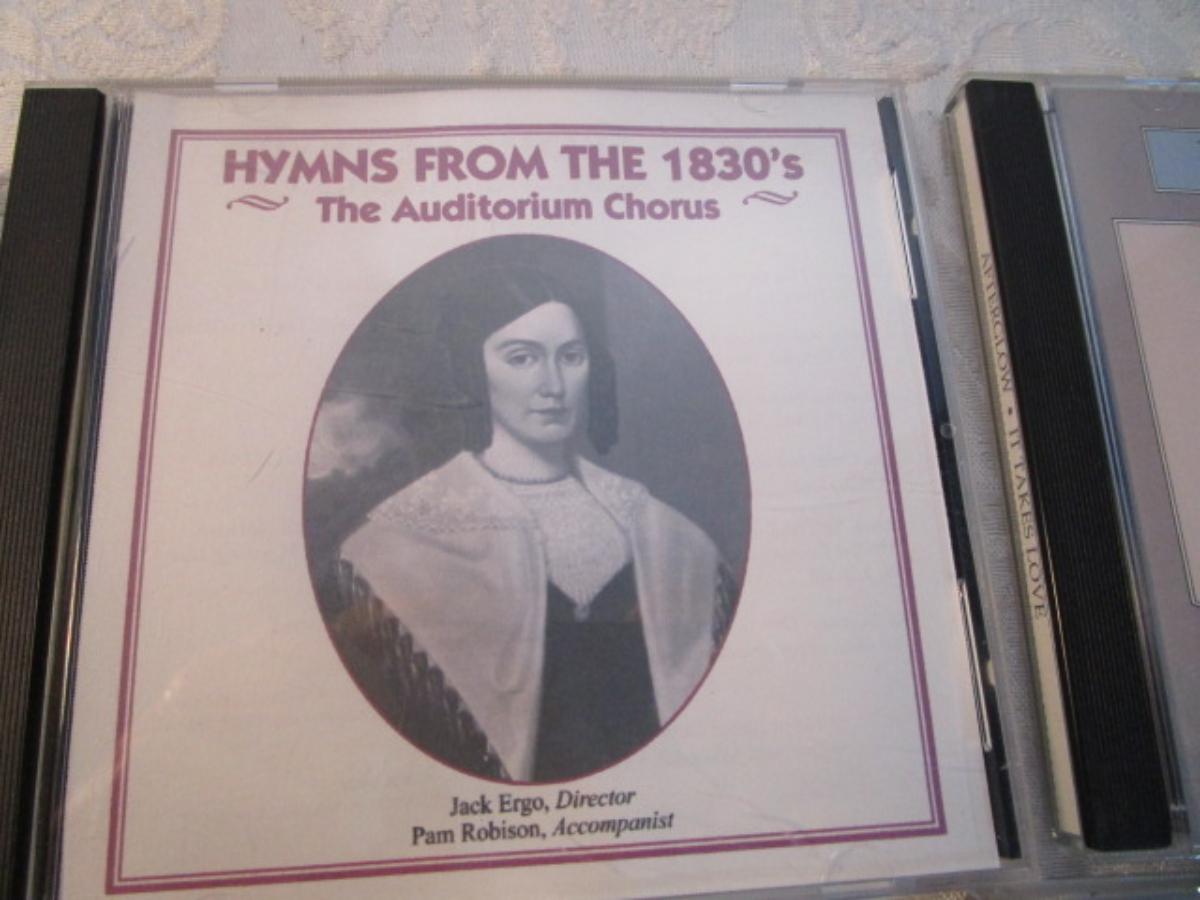 HYMNS FROM THE 1830's
The Auditorium Chorus
Jack Ergo, Director
Pam Robison, Accompanist
AFTERGLOW • IT TAKES LOVE